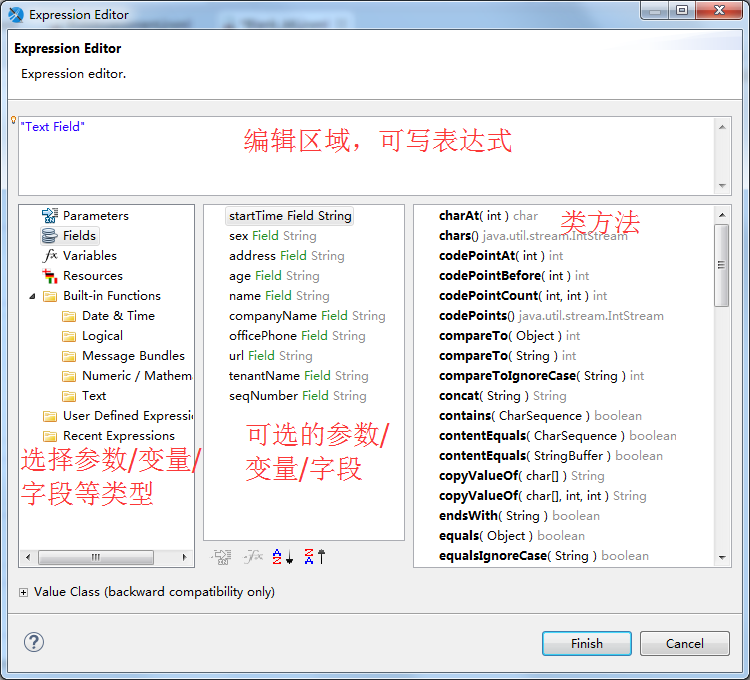 Expression Editor
Expression Editor
Expression editor.
"Text Field"
编辑区域，可写表达式
Parameters
Fields
Variables
Resources
Built-in Functions
Date & Time
Logical
Message Bundles
Numeric / Mathem
Text
User Defined Expressi
Recent Expressions
选择参数/变量/
字段等类型
startTime Field String
sex Field String
address Field String
age Field String
name Field String
companyName Field String
officePhone Field String
url Field String
tenantName Field String
seqNumber Field String
可选的参数/
变量/字段
charAt( int ) char
类方法
chars() java.util.stream.IntStream
codePointAt( int ) int
codePointBefore( int ) int
codePointCount( int, int ) int
codePoints() java.util.stream.IntStream
compareTo( Object ) int
compareTo( String ) int
compareToIgnoreCase( String ) int
concat( String ) String
contains( CharSequence ) boolean
contentEquals( CharSequence ) boolean
contentEquals( StringBuffer ) boolean
copyValueOf( char[] ) String
copyValueOf( char[], int, int ) String
endsWith( String ) boolean
equals( Object ) boolean
equalsIgnoreCase( String ) boolean
Value Class (backward compatibility only)
Finish
Cancel